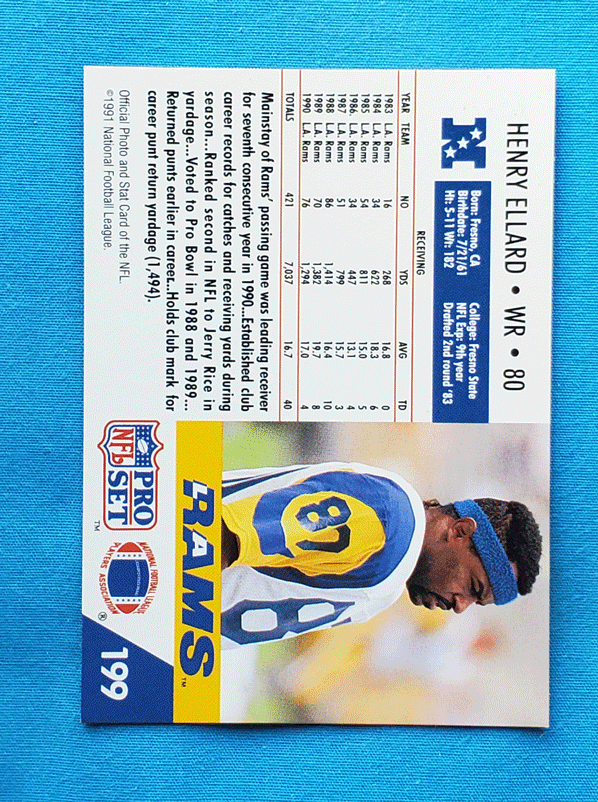 HENRY ELLARD • WR • 80
N
Born: Fresno, CA
Birthdate: 7/21/61
Ht: 5-11 Wt: 182
College: Fresno State
NFL Exp: 9th year
Drafted 2nd round '83
RECEIVING
YEAR TEAM NO YDS AVG TD
1983 L.A. Rams 16 268 16.8 0
1984 L.A. Rams 34 622 18.3 6
1985 L.A. Rams 54 811 15.0 5
1986 L.A. Rams 34 447 13.1 4
1987 L.A. Rams 51 799 15.7 3
1988 L.A. Rams 86 1,414 16.4 10
1989 L.A. Rams 70 1,382 19.7 8
1990 L.A. Rams 76 1,294 17.0 4
TOTALS 421 7,037 16.7 40
Mainstay of Rams' passing game was leading receiver
for seventh consecutive year in 1990...Established club
career records for catches and receiving yards during
season...Ranked second in NFL to Jerry Rice in
yardage...Voted to Pro Bowl in 1988 and 1989...
Returned punts earlier in career...Holds club mark for
career punt return yardage (1,494).
Official Photo and Stat Card of the NFL.
©1991 National Football League.
RAMS™
PRO
NFL
SET™
NATIONAL FOOTBALL LEAGUE
PLAYERS ASSOCIATION®
199